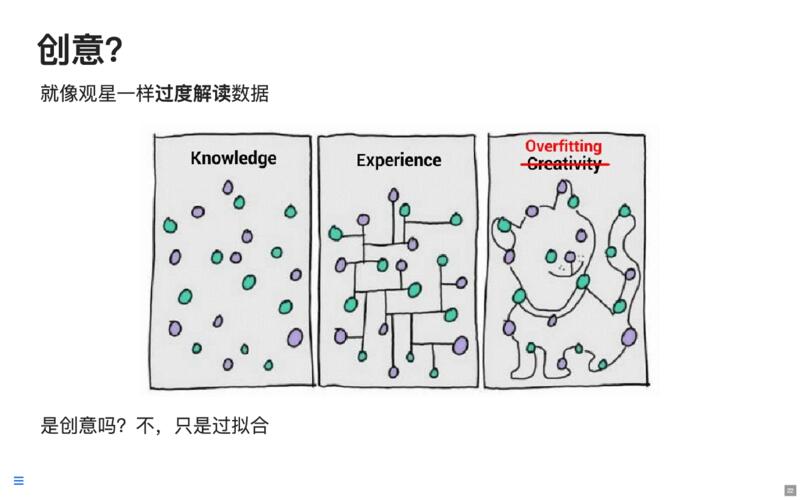 创意?
就像观星一样过度解读数据
Knowledge
Experience
Overfitting
Creativity
是创意吗？不，只是过拟合
22